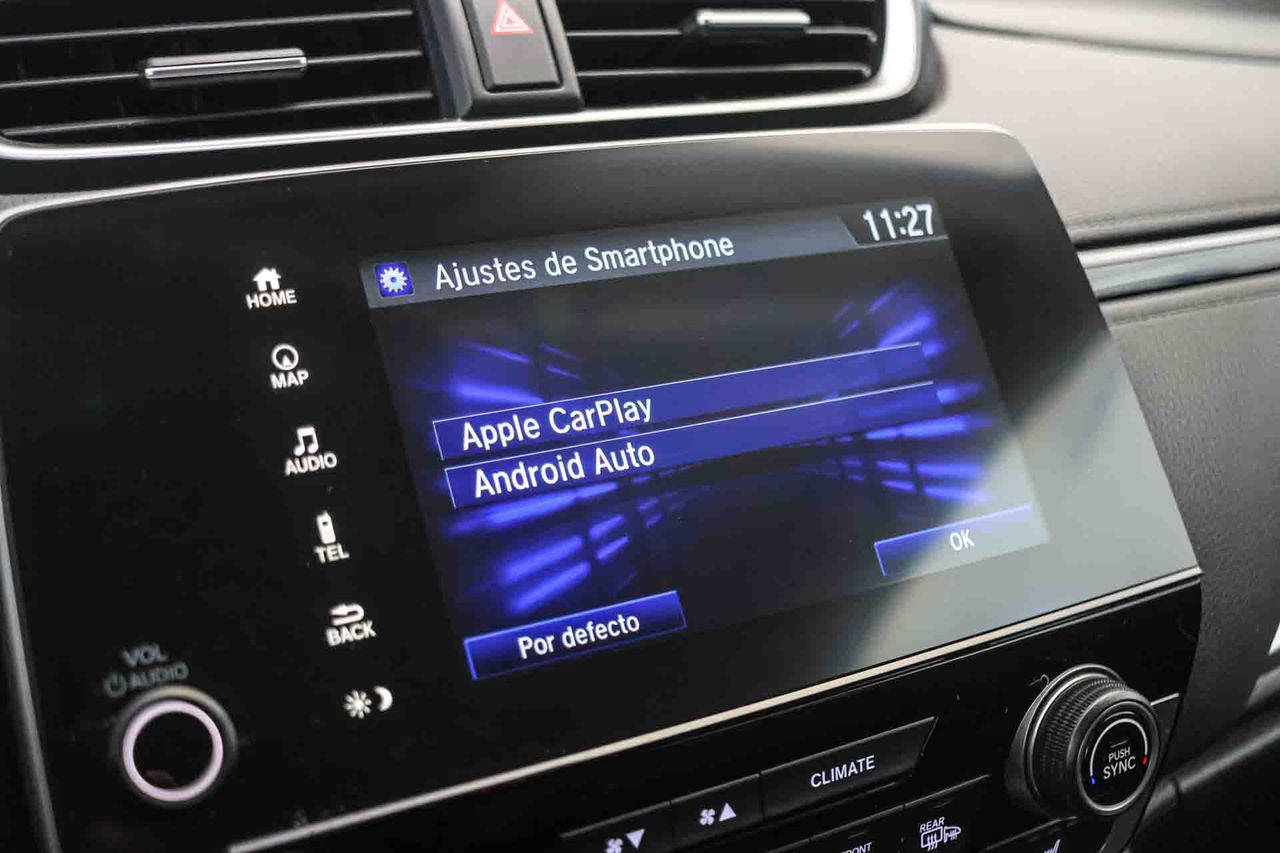 Ajustes de Smartphone
11:27
HOME
MAP
AUDIO
TEL
BACK
Apple CarPlay
Android Auto
OK
Por defecto
VOL
AUDIO
CLIMATE
PUSH
SYNC
REAR